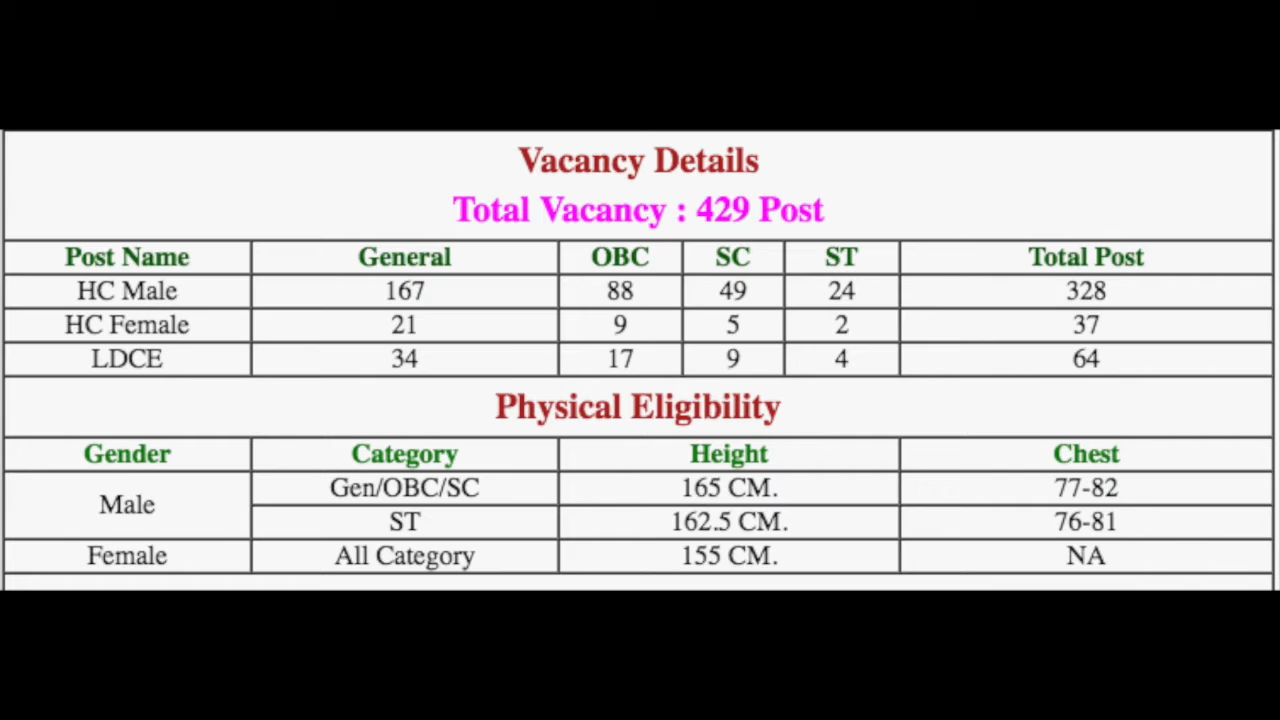 Vacancy Details
Total Vacancy : 429 Post
Post Name General OBC SC ST Total Post
HC Male 167 88 49 24 328
HC Female 21 9 5 2 37
LDCE 34 17 9 4 64
Physical Eligibility
Gender Category Height Chest
Male Gen/OBC/SC 165 CM. 77-82
ST 162.5 CM. 76-81
Female All Category 155 CM. NA